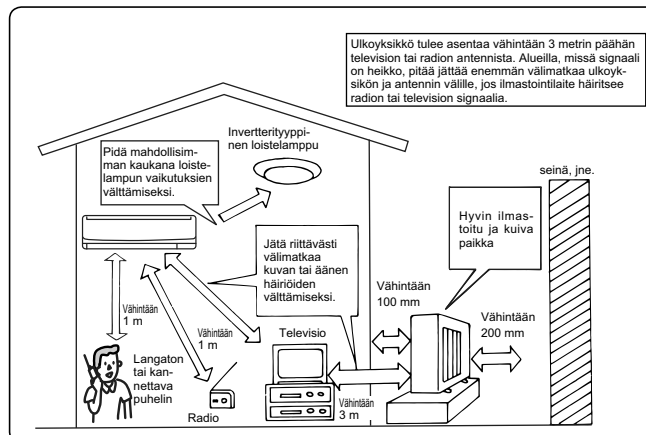 Ulkoyksikkö tulee asentaa vähintään 3 metrin päähän
television tai radion antennista. Alueilla, missä signaali
on heikko, pitää jättää enemmän välimatkaa ulkoyk-
sikön ja antennin välille, jos ilmastointilaite häiritsee
radion tai television signaalia.
Invertterityyppi-
nen loistelamppu
Pidä mahdollisim-
man kaukana loiste-
lampun vaikutuksien
välttämiseksi.
seinä, jne.
Hyvin ilmas-
toitu ja kuiva
paikka
Jätä riittävästi
välimatkaa
kuvan tai äänen
häiriöiden
välttämiseksi.
Vähintään
100 mm
Vähintään
200 mm
Vähintään
1 m
Vähintään
1 m
Televisio
Langaton
tai kan-
nettava
puhelin
Radio
Vähintään
3 m